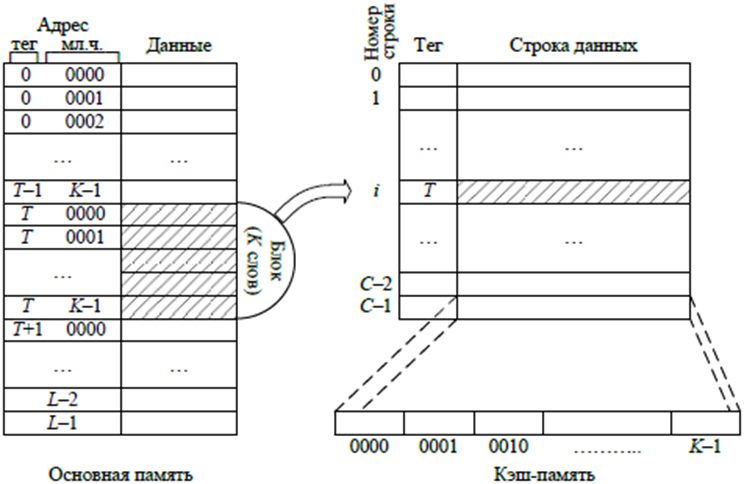 Адрес
тег мл.ч. Данные
0 0000
0 0001
0 0002
... ...
T–1 K–1
T 0000
T 0001
...
T K–1
T+1 0000
... ...
L–2
L–1
Блок
(K слов)
Основная память
Номер
строки
Тег Строка данных
0
1
... ...
i T
... ...
C–2
C–1
0000 0001 0010 ……….. K–1
Кэш-память